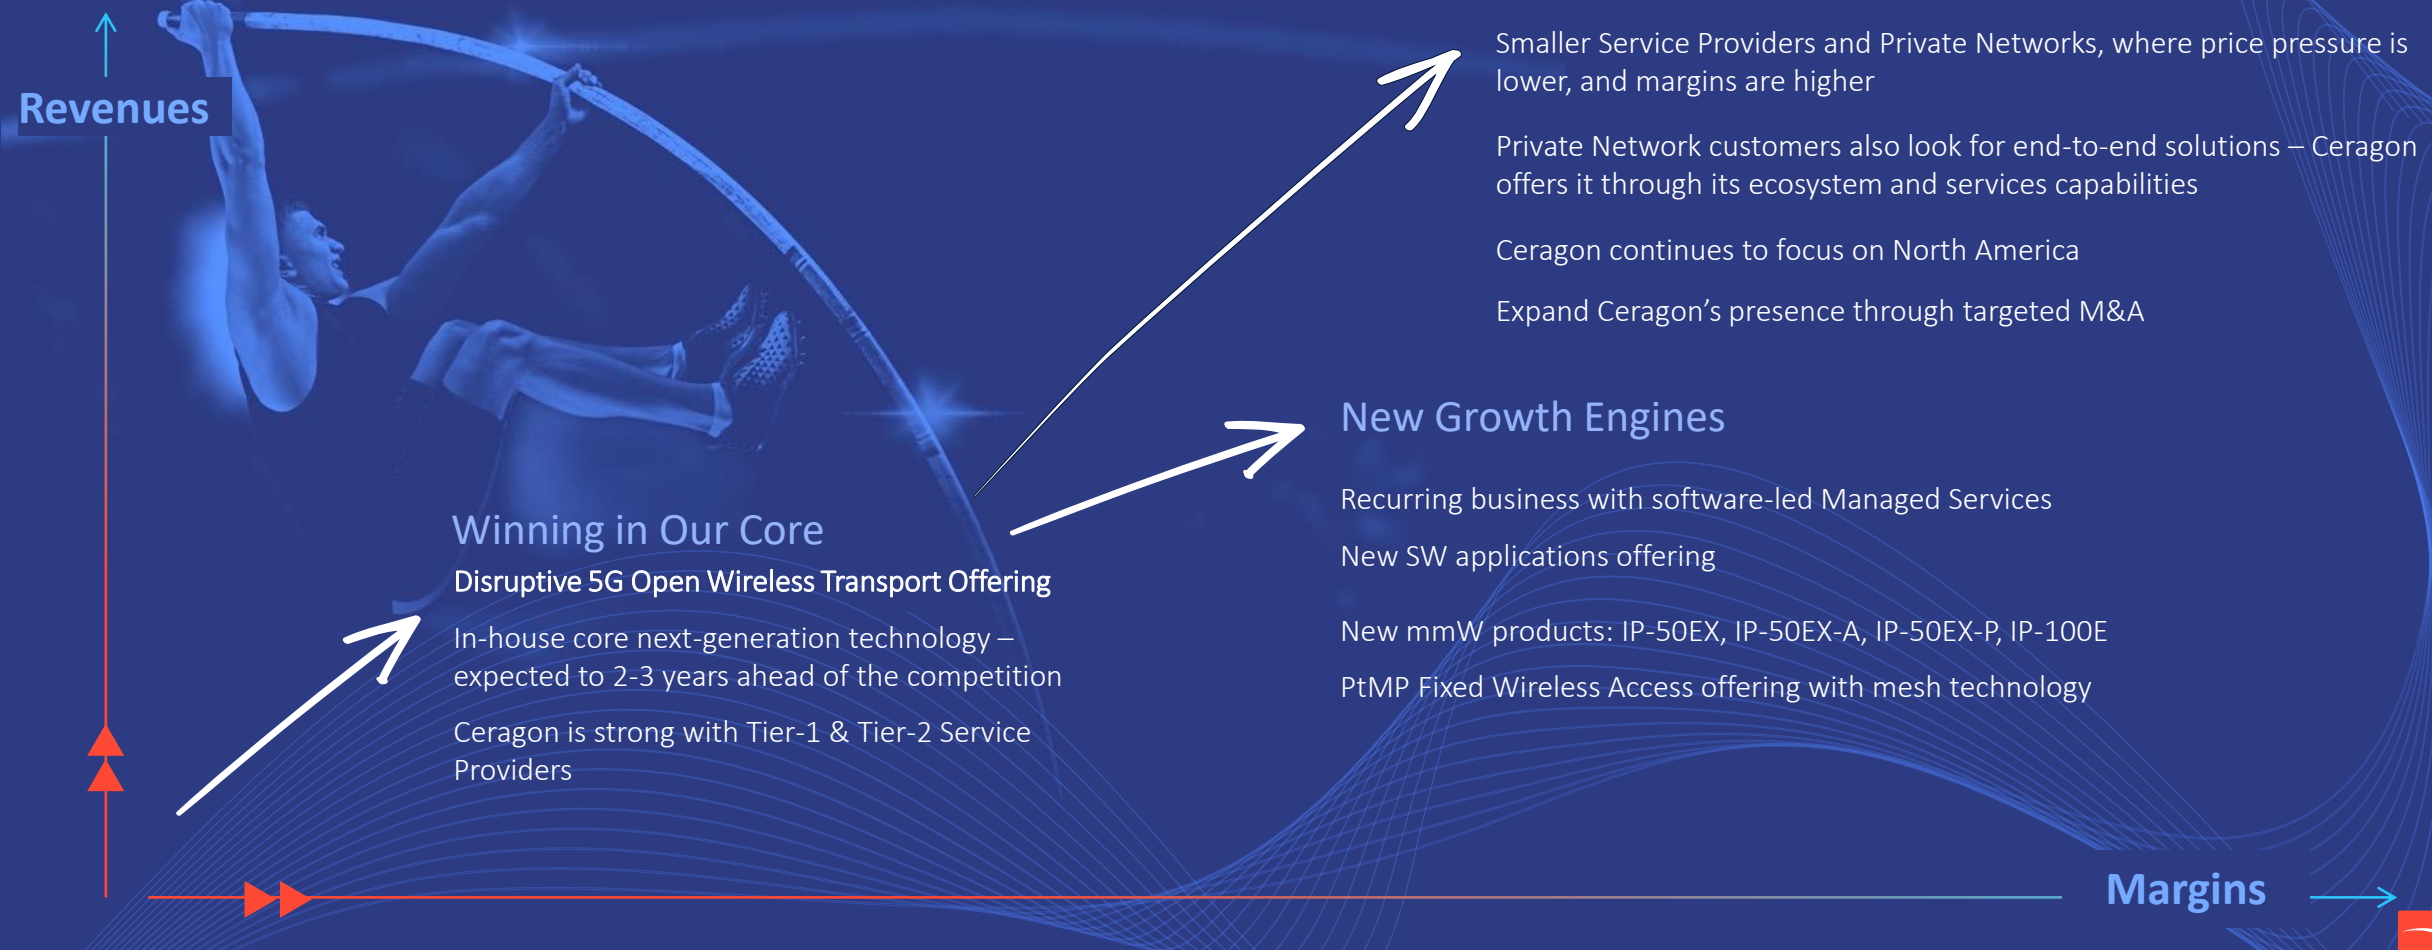 Revenues
Smaller Service Providers and Private Networks, where price pressure is
lower, and margins are higher
Private Network customers also look for end-to-end solutions – Ceragon
offers it through its ecosystem and services capabilities
Ceragon continues to focus on North America
Expand Ceragon’s presence through targeted M&A
New Growth Engines
Recurring business with software-led Managed Services
New SW applications offering
New mmW products: IP-50EX, IP-50EX-A, IP-50EX-P, IP-100E
PtMP Fixed Wireless Access offering with mesh technology
Winning in Our Core
Disruptive 5G Open Wireless Transport Offering
In-house core next-generation technology –
expected to 2-3 years ahead of the competition
Ceragon is strong with Tier-1 & Tier-2 Service
Providers
Margins